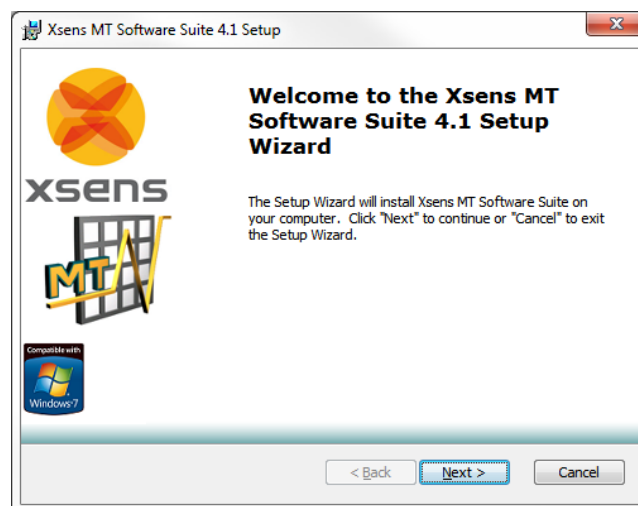 Xsens MT Software Suite 4.1 Setup
Welcome to the Xsens MT
Software Suite 4.1 Setup
Wizard
xsens
The Setup Wizard will install Xsens MT Software Suite on
your computer. Click "Next" to continue or "Cancel" to exit
the Setup Wizard.
MT
Compatible with
Windows 7
< Back
Next >
Cancel